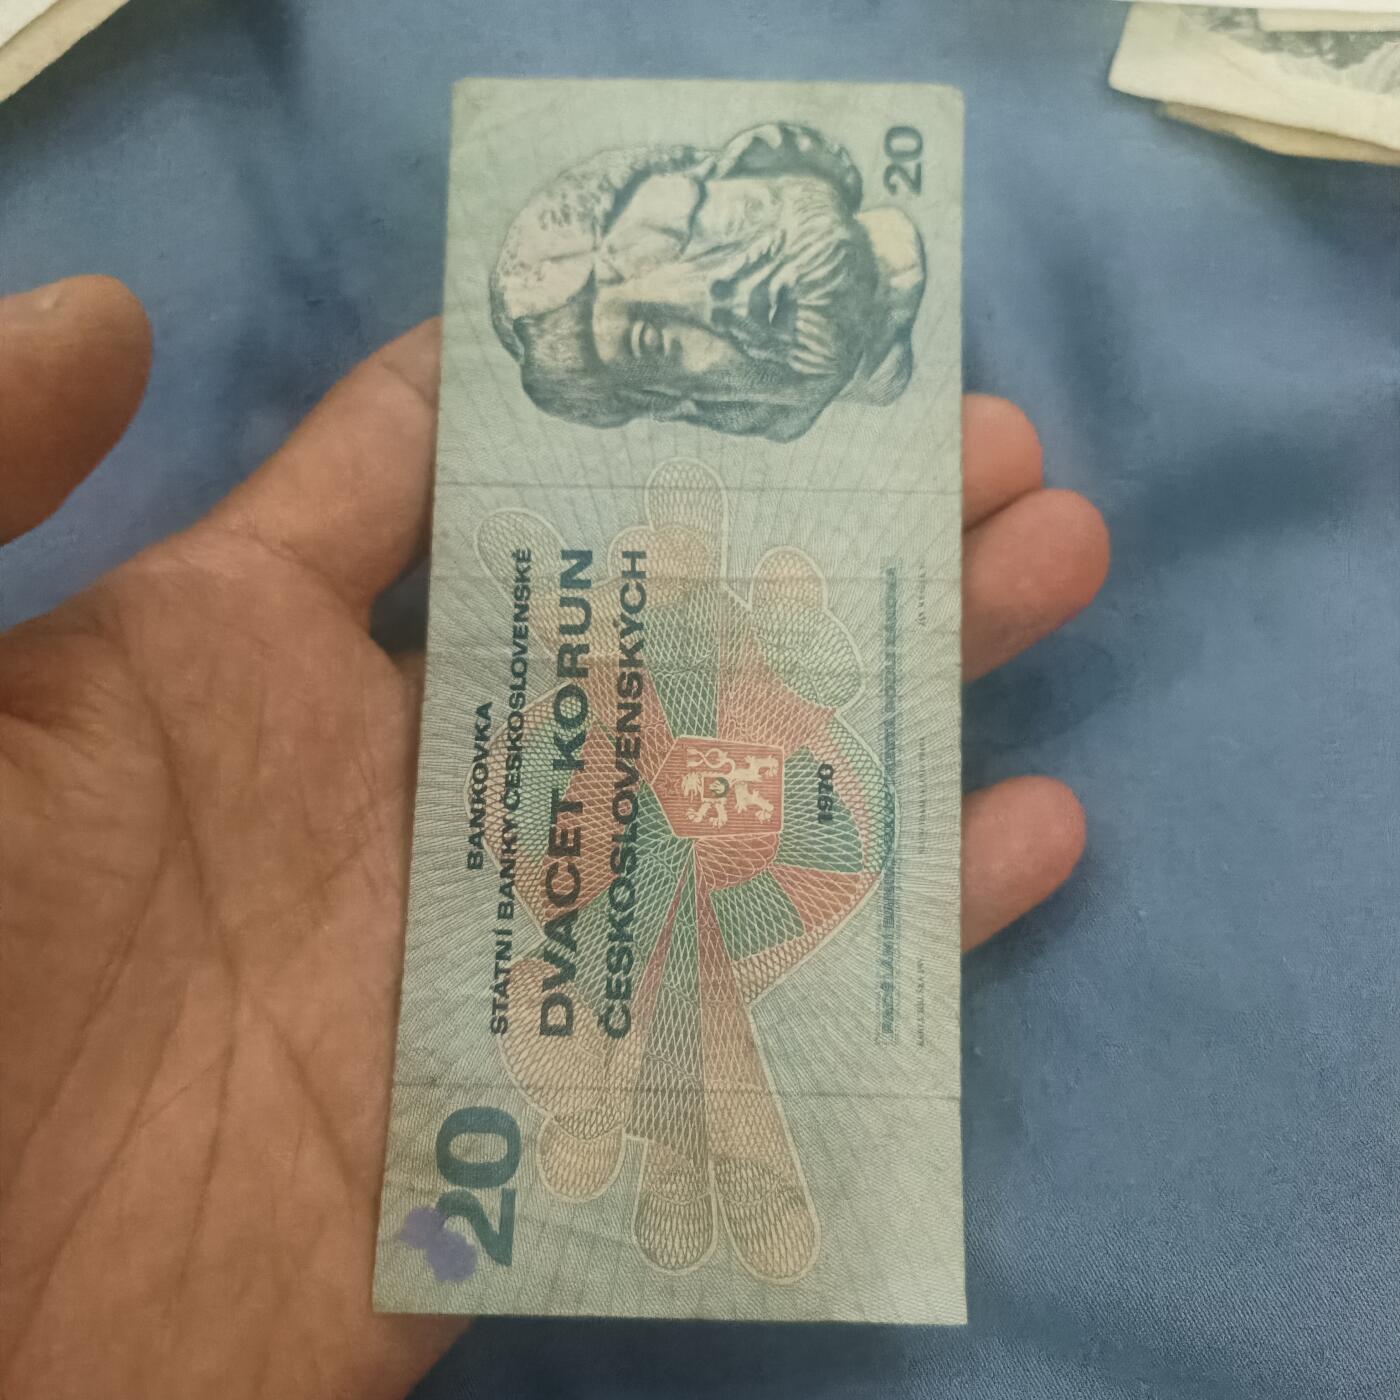 BANKOVKA
STÁTNÍ BANKY ČESKOSLOVENSKÉ
DVACET KORUN
ČESKOSLOVENSKÝCH
1970
20
20